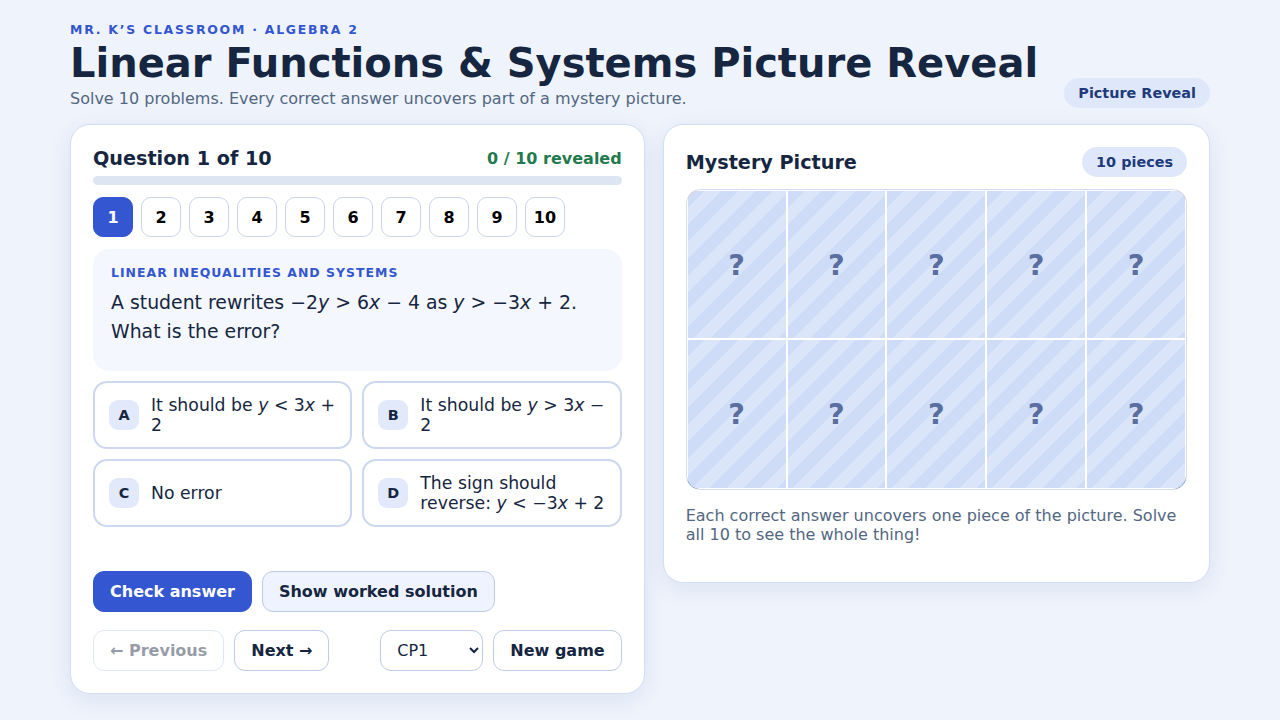 MR. K’S CLASSROOM · ALGEBRA 2
Linear Functions & Systems Picture Reveal
Solve 10 problems. Every correct answer uncovers part of a mystery picture.
Picture Reveal
Question 1 of 10
0 / 10 revealed
1 2 3 4 5 6 7 8 9 10
LINEAR INEQUALITIES AND SYSTEMS
A student rewrites −2y > 6x − 4 as y > −3x + 2.
What is the error?
A It should be y < 3x +
2
B It should be y > 3x −
2
C No error
D The sign should
reverse: y < −3x + 2
Check answer
Show worked solution
← Previous
Next →
CP1
New game
Mystery Picture
10 pieces
? ? ? ? ?
? ? ? ? ?
Each correct answer uncovers one piece of the picture. Solve
all 10 to see the whole thing!